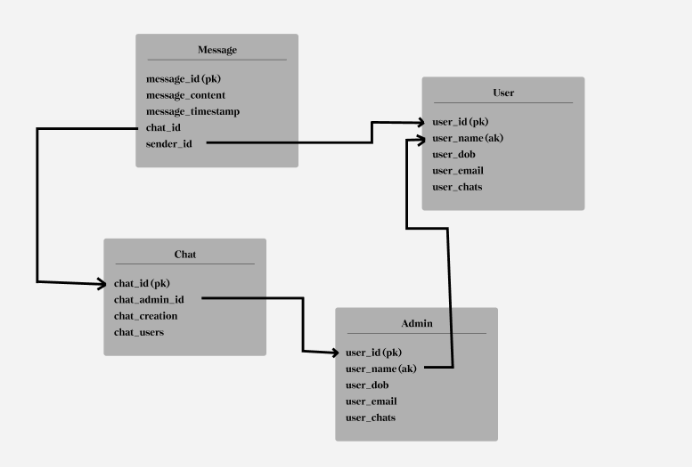 Message
message_id (pk)
message_content
message_timestamp
chat_id
sender_id
User
user_id (pk)
user_name (ak)
user_dob
user_email
user_chats
Chat
chat_id (pk)
chat_admin_id
chat_creation
chat_users
Admin
user_id (pk)
user_name (ak)
user_dob
user_email
user_chats